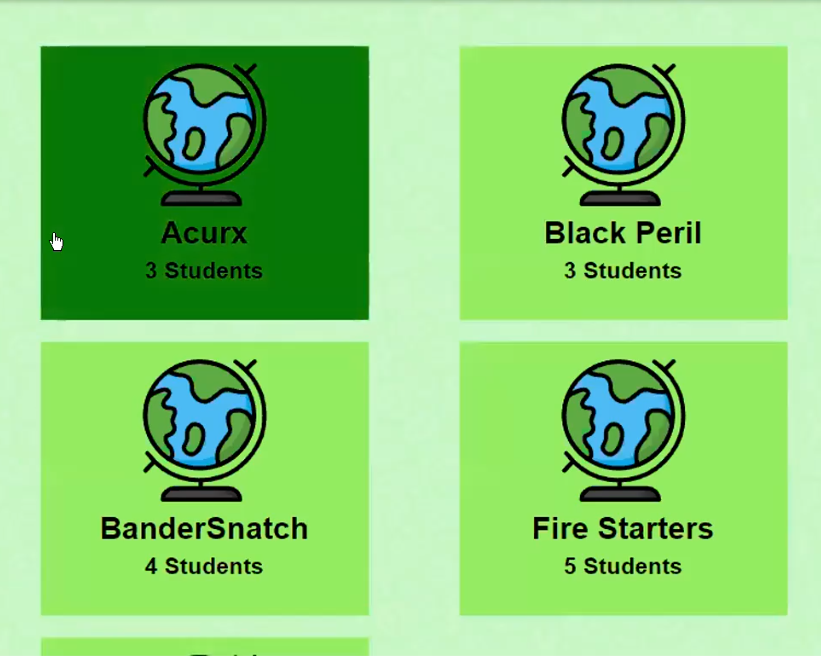 Acurx
3 Students
Black Peril
3 Students
BanderSnatch
4 Students
Fire Starters
5 Students